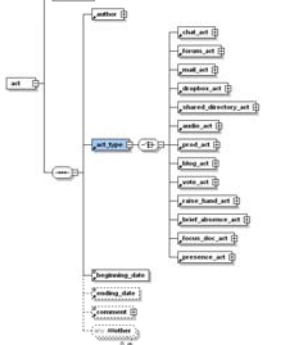 author
act
chat_act
forum_act
mail_act
dropbox_act
shared_directory_act
audio_act
act_type
prod_act
blog_act
vote_act
raise_hand_act
brief_absence_act
focus_doc_act
presence_act
beginning_date
ending_date
comment
##other